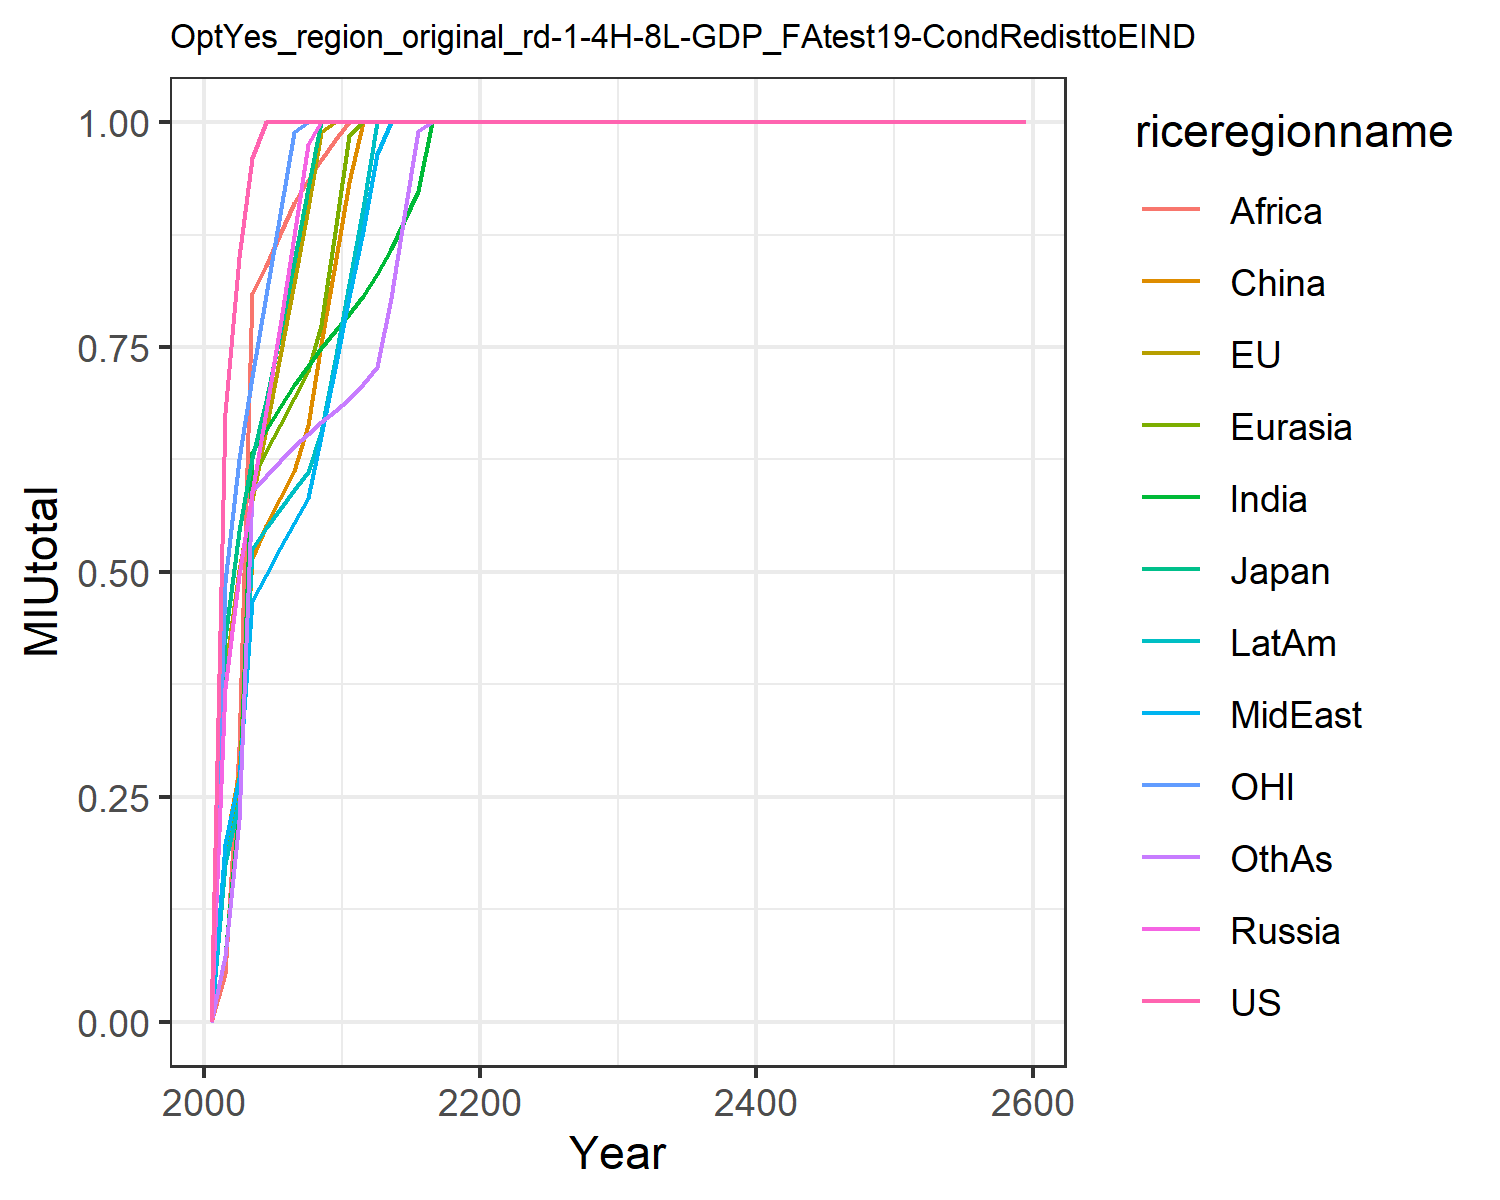 OptYes_region_original_rd-1-4H-8L-GDP_FAtest19-CondRedisttoEIND
1.00
0.75
0.50
0.25
0.00
MIUtotal
2000 2200 2400 2600
Year
riceregionname
Africa
China
EU
Eurasia
India
Japan
LatAm
MidEast
OHI
OthAs
Russia
US